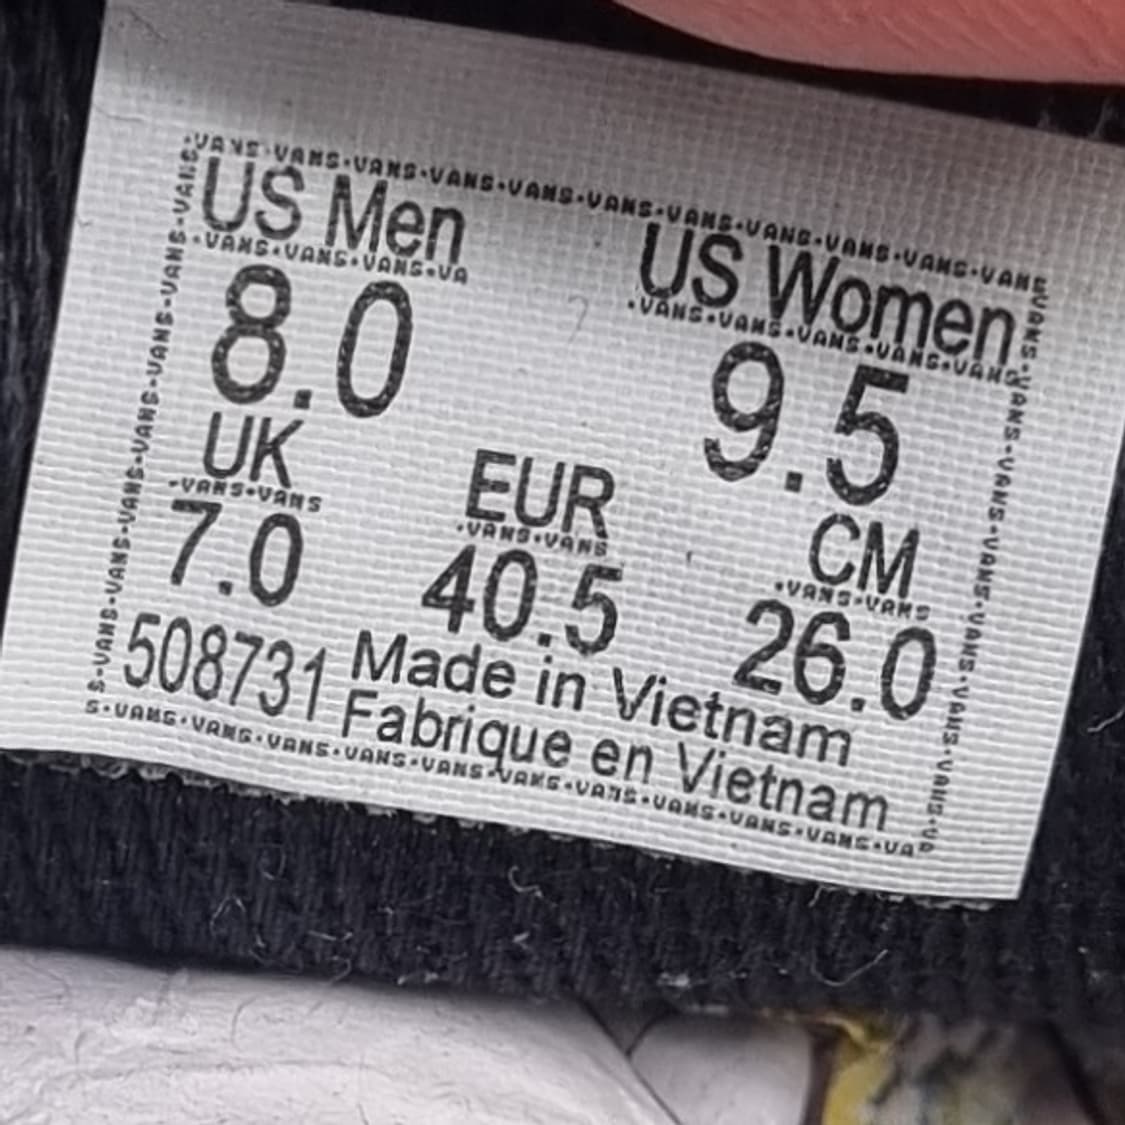 ·VANS·VANS·VANS·VANS·VANS·VANS·VANS·VANS·VANS·VANS·VANS
US Men US Women
·VANS·VANS·VANS·VA ·VANS·VANS·VANS·VANS·VANS
8.0 9.5
UK EUR CM
·VANS·VANS ·VANS·VANS ·VANS·VANS
7.0 40.5 26.0
508731 Made in Vietnam
Fabrique en Vietnam
S·VANS·VANS·VANS·VANS·VANS·VANS·VANS·VANS·VANS·VANS·VA